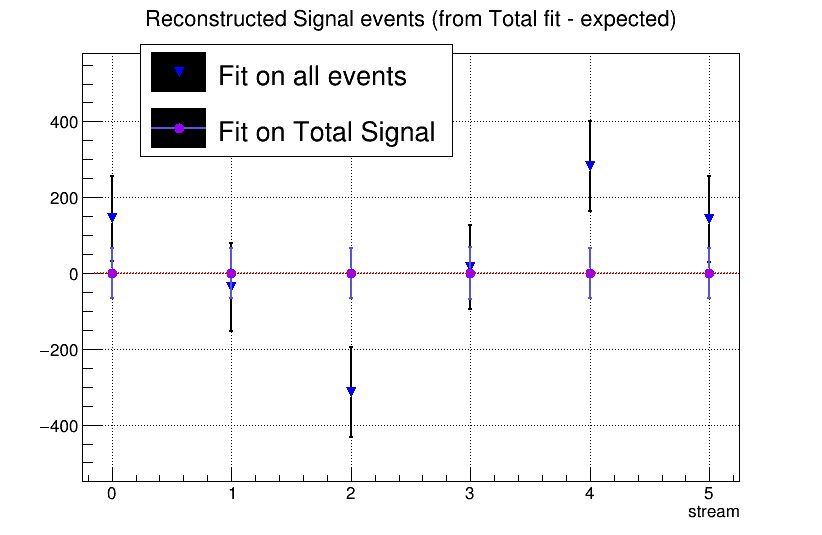 Reconstructed Signal events (from Total fit - expected)
Fit on all events
Fit on Total Signal
400
200
0
−200
−400
0 1 2 3 4 5
stream